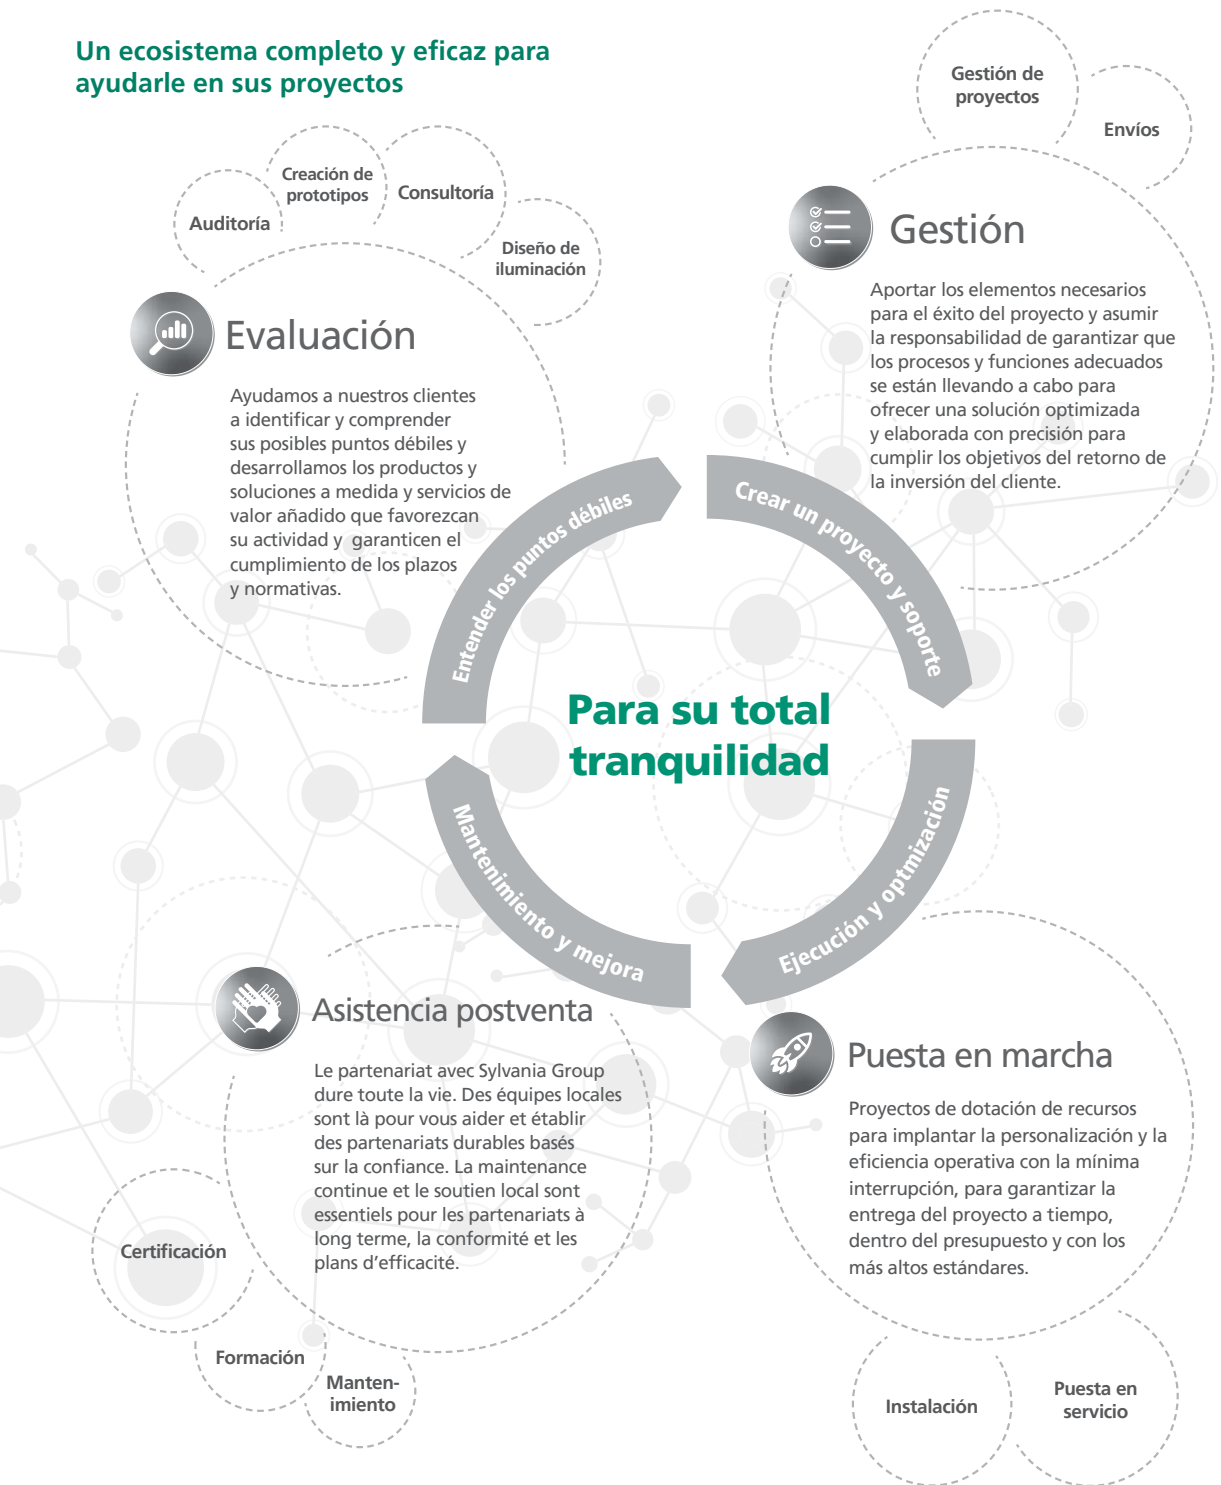 Un ecosistema completo y eficaz para
ayudarle en sus proyectos
Auditoría
Creación de
prototipos
Consultoría
Diseño de
iluminación
Evaluación
Ayudamos a nuestros clientes
a identificar y comprender
sus posibles puntos débiles y
desarrollamos los productos y
soluciones a medida y servicios de
valor añadido que favorezcan
su actividad y garanticen el
cumplimiento de los plazos
y normativas.
Gestión de
proyectos
Envíos
Gestión
Aportar los elementos necesarios
para el éxito del proyecto y asumir
la responsabilidad de garantizar que
los procesos y funciones adecuados
se están llevando a cabo para
ofrecer una solución optimizada
y elaborada con precisión para
cumplir los objetivos del retorno de
la inversión del cliente.
Entender los puntos débiles
Crear un proyecto y soporte
Para su total
tranquilidad
Mantenimiento y mejora
Ejecución y optmización
Asistencia postventa
Le partenariat avec Sylvania Group
dure toute la vie. Des équipes locales
sont là pour vous aider et établir
des partenariats durables basés
sur la confiance. La maintenance
continue et le soutien local sont
essentiels pour les partenariats à
long terme, la conformité et les
plans d’efficacité.
Certificación
Formación
Manten-
imiento
Puesta en marcha
Proyectos de dotación de recursos
para implantar la personalización y la
eficiencia operativa con la mínima
interrupción, para garantizar la
entrega del proyecto a tiempo,
dentro del presupuesto y con los
más altos estándares.
Instalación
Puesta en
servicio